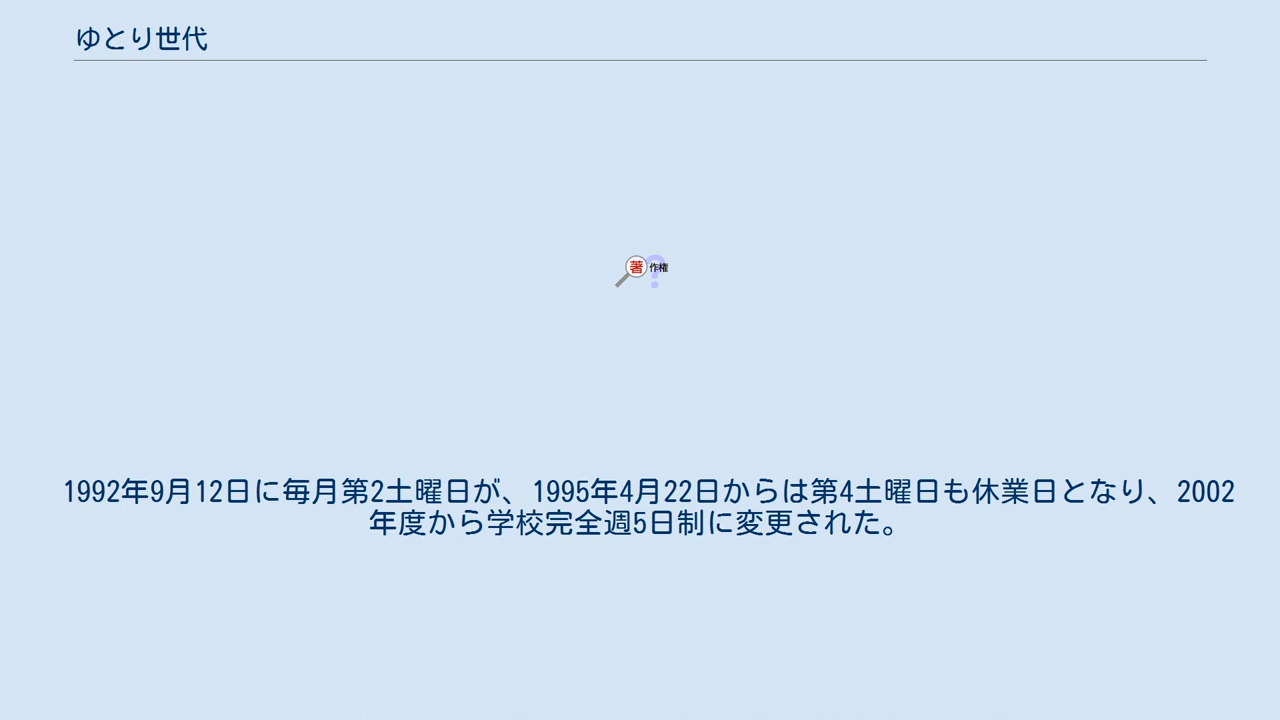 ゆとり世代
著作権?
1992年9月12日に毎月第2土曜日が、1995年4月22日からは第4土曜日も休業日となり、2002
年度から学校完全週5日制に変更された。